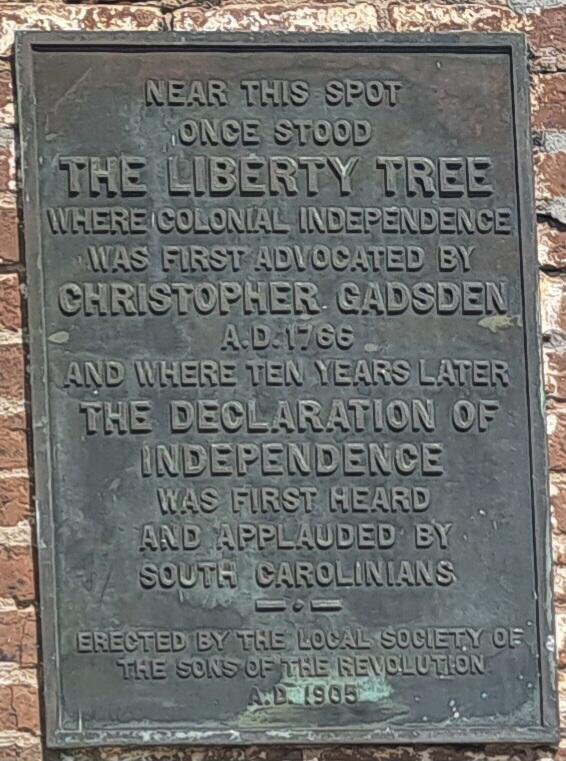 NEAR THIS SPOT
ONCE STOOD
THE LIBERTY TREE
WHERE COLONIAL INDEPENDENCE
WAS FIRST ADVOCATED BY
CHRISTOPHER GADSDEN
A.D. 1766
AND WHERE TEN YEARS LATER
THE DECLARATION OF
INDEPENDENCE
WAS FIRST HEARD
AND APPLAUDED BY
SOUTH CAROLINIANS
ERECTED BY THE LOCAL SOCIETY OF
THE SONS OF THE REVOLUTION
A.D. 1905